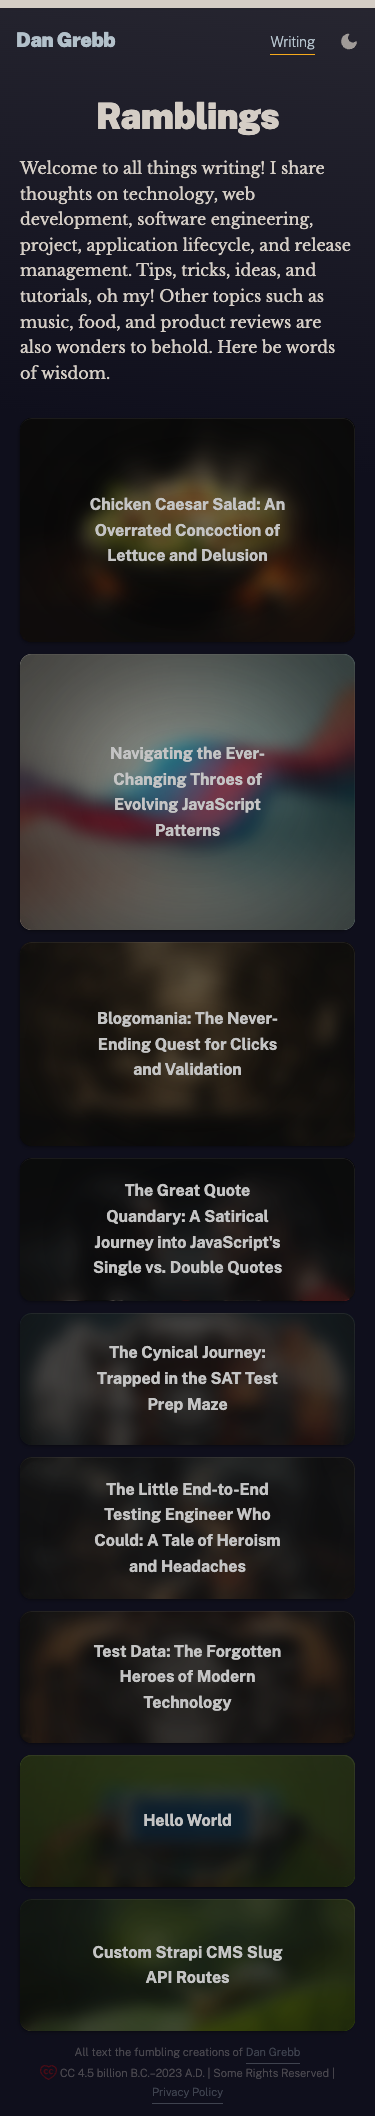 Dan Grebb
Writing
Ramblings
Welcome to all things writing! I share
thoughts on technology, web
development, software engineering,
project, application lifecycle, and release
management. Tips, tricks, ideas, and
tutorials, oh my! Other topics such as
music, food, and product reviews are
also wonders to behold. Here be words
of wisdom.
Chicken Caesar Salad: An
Overrated Concoction of
Lettuce and Delusion
Navigating the Ever-
Changing Throes of
Evolving JavaScript
Patterns
Blogomania: The Never-
Ending Quest for Clicks
and Validation
The Great Quote
Quandary: A Satirical
Journey into JavaScript's
Single vs. Double Quotes
The Cynical Journey:
Trapped in the SAT Test
Prep Maze
The Little End-to-End
Testing Engineer Who
Could: A Tale of Heroism
and Headaches
Test Data: The Forgotten
Heroes of Modern
Technology
Hello World
Custom Strapi CMS Slug
API Routes
All text the fumbling creations of Dan Grebb
CC 4.5 billion B.C.–2023 A.D. | Some Rights Reserved |
Privacy Policy